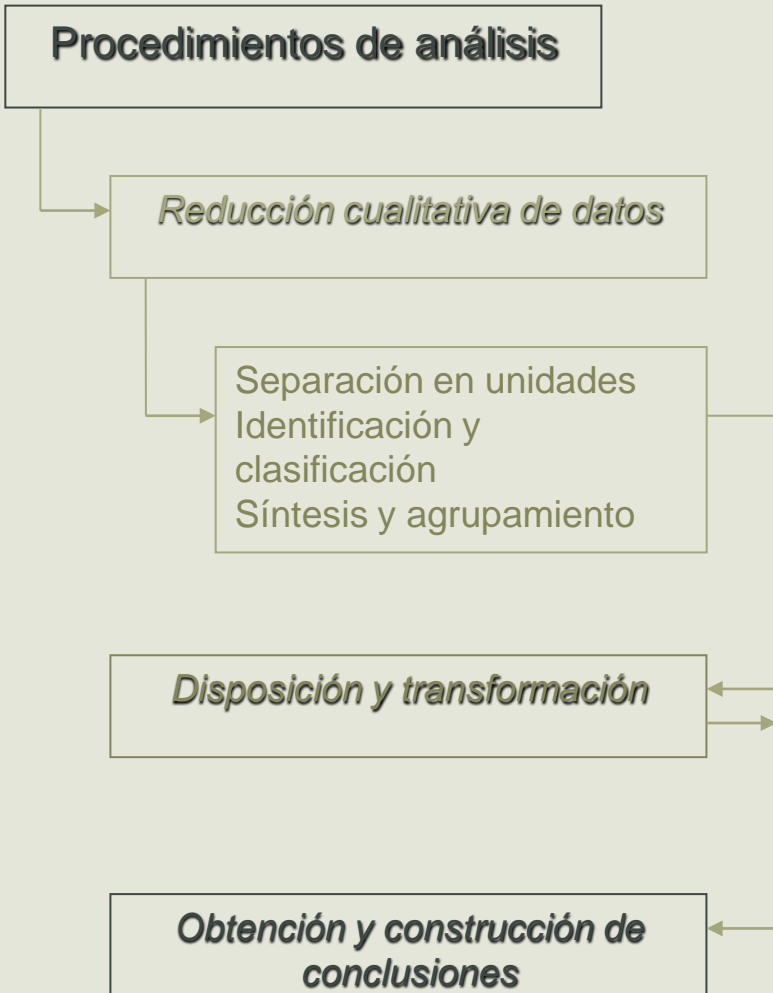 Procedimientos de análisis
Reducción cualitativa de datos
Separación en unidades
Identificación y
clasificación
Síntesis y agrupamiento
Disposición y transformación
Obtención y construcción de
conclusiones